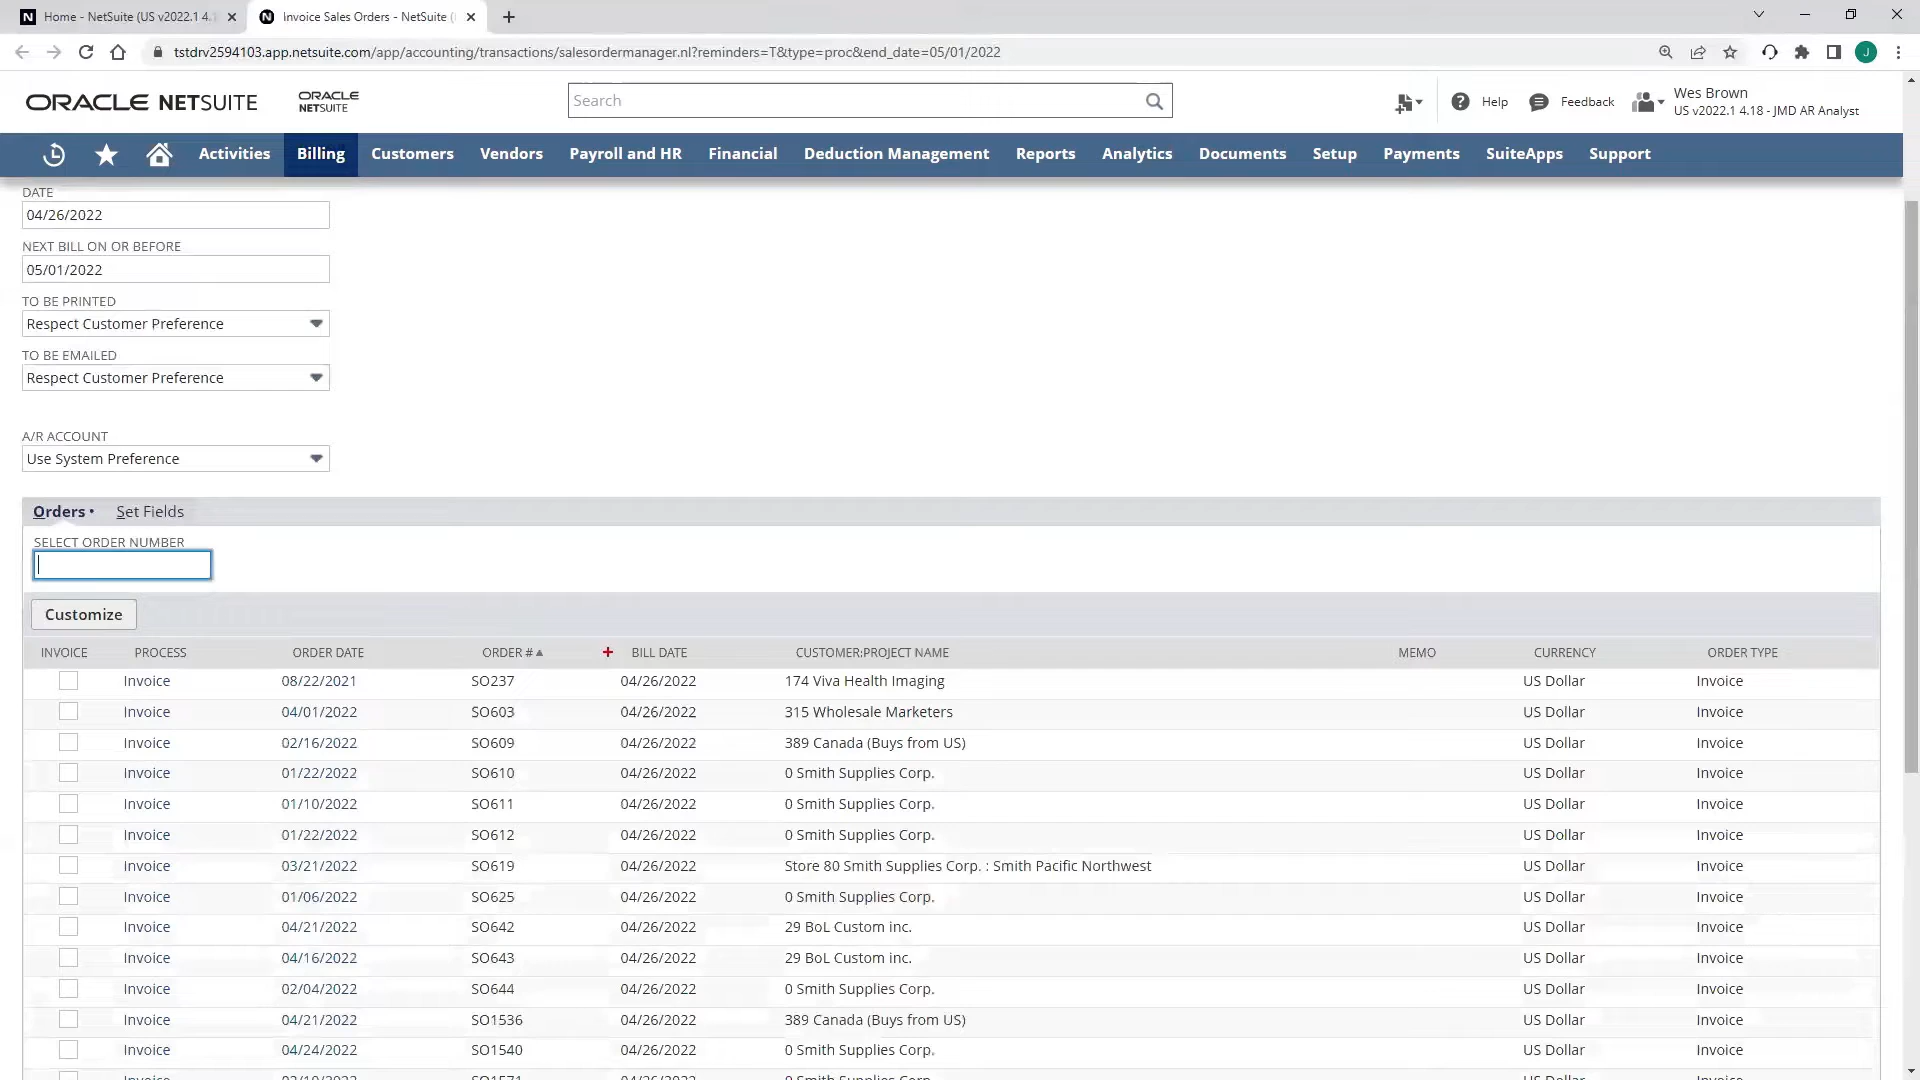 Home - NetSuite (US v2022.1 4.1
Invoice Sales Orders - NetSuite (
tstdrv2594103.app.netsuite.com/app/accounting/transactions/salesordermanager.nl?reminders=T&type=proc&end_date=05/01/2022
J
ORACLE NETSUITE
ORACLE
NETSUITE
Search
Help
Feedback
Wes Brown
US v2022.1 4.18 - JMD AR Analyst
Activities
Billing
Customers
Vendors
Payroll and HR
Financial
Deduction Management
Reports
Analytics
Documents
Setup
Payments
SuiteApps
Support
DATE
04/26/2022
NEXT BILL ON OR BEFORE
05/01/2022
TO BE PRINTED
Respect Customer Preference
TO BE EMAILED
Respect Customer Preference
A/R ACCOUNT
Use System Preference
Orders • Set Fields
SELECT ORDER NUMBER
Customize
INVOICE PROCESS ORDER DATE ORDER # BILL DATE CUSTOMER:PROJECT NAME MEMO CURRENCY ORDER TYPE
Invoice 08/22/2021 SO237 04/26/2022 174 Viva Health Imaging US Dollar Invoice
Invoice 04/01/2022 SO603 04/26/2022 315 Wholesale Marketers US Dollar Invoice
Invoice 02/16/2022 SO609 04/26/2022 389 Canada (Buys from US) US Dollar Invoice
Invoice 01/22/2022 SO610 04/26/2022 0 Smith Supplies Corp. US Dollar Invoice
Invoice 01/10/2022 SO611 04/26/2022 0 Smith Supplies Corp. US Dollar Invoice
Invoice 01/22/2022 SO612 04/26/2022 0 Smith Supplies Corp. US Dollar Invoice
Invoice 03/21/2022 SO619 04/26/2022 Store 80 Smith Supplies Corp. : Smith Pacific Northwest US Dollar Invoice
Invoice 01/06/2022 SO625 04/26/2022 0 Smith Supplies Corp. US Dollar Invoice
Invoice 04/21/2022 SO642 04/26/2022 29 BoL Custom inc. US Dollar Invoice
Invoice 04/16/2022 SO643 04/26/2022 29 BoL Custom inc. US Dollar Invoice
Invoice 02/04/2022 SO644 04/26/2022 0 Smith Supplies Corp. US Dollar Invoice
Invoice 04/21/2022 SO1536 04/26/2022 389 Canada (Buys from US) US Dollar Invoice
Invoice 04/24/2022 SO1540 04/26/2022 0 Smith Supplies Corp. US Dollar Invoice